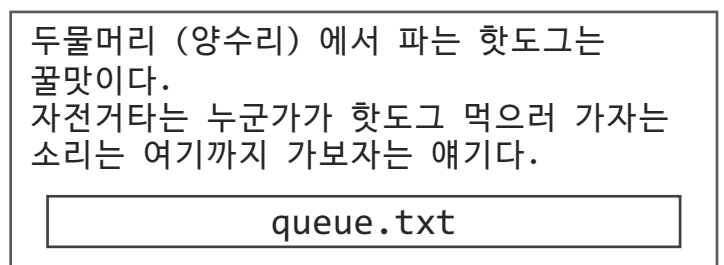 두물머리 (양수리) 에서 파는 핫도그는
꿀맛이다.
자전거타는 누군가가 핫도그 먹으러 가자는
소리는 여기까지 가보자는 얘기다.
queue.txt